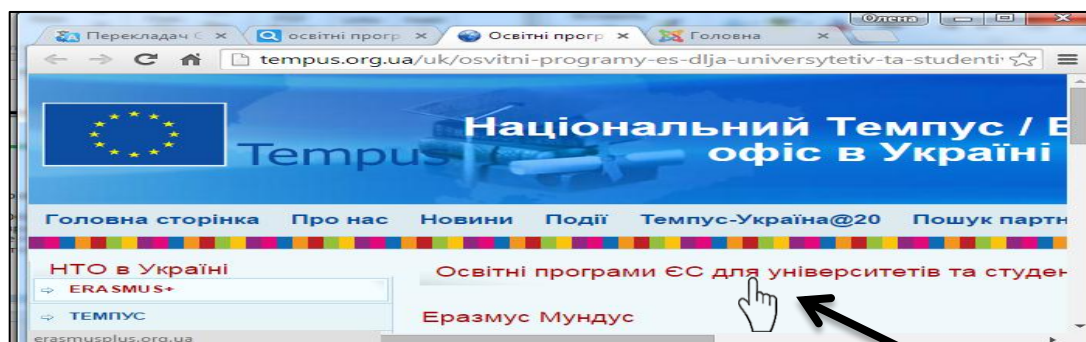 Олена
Перекладач
освітні прогр
Освітні прогр
Головна
tempus.org.ua/uk/osvitni-programy-es-dlja-universytetiv-ta-studenti
Tempus
Національний Темпус / Е
офіс в Україні
Головна сторінка Про нас Новини Події Темпус-Україна@20 Пошук партн
НТО в Україні
ERASMUS+
ТЕМПУС
Освітні програми ЄС для університетів та студен
Еразмус Мундус
erasmusplus.org.ua